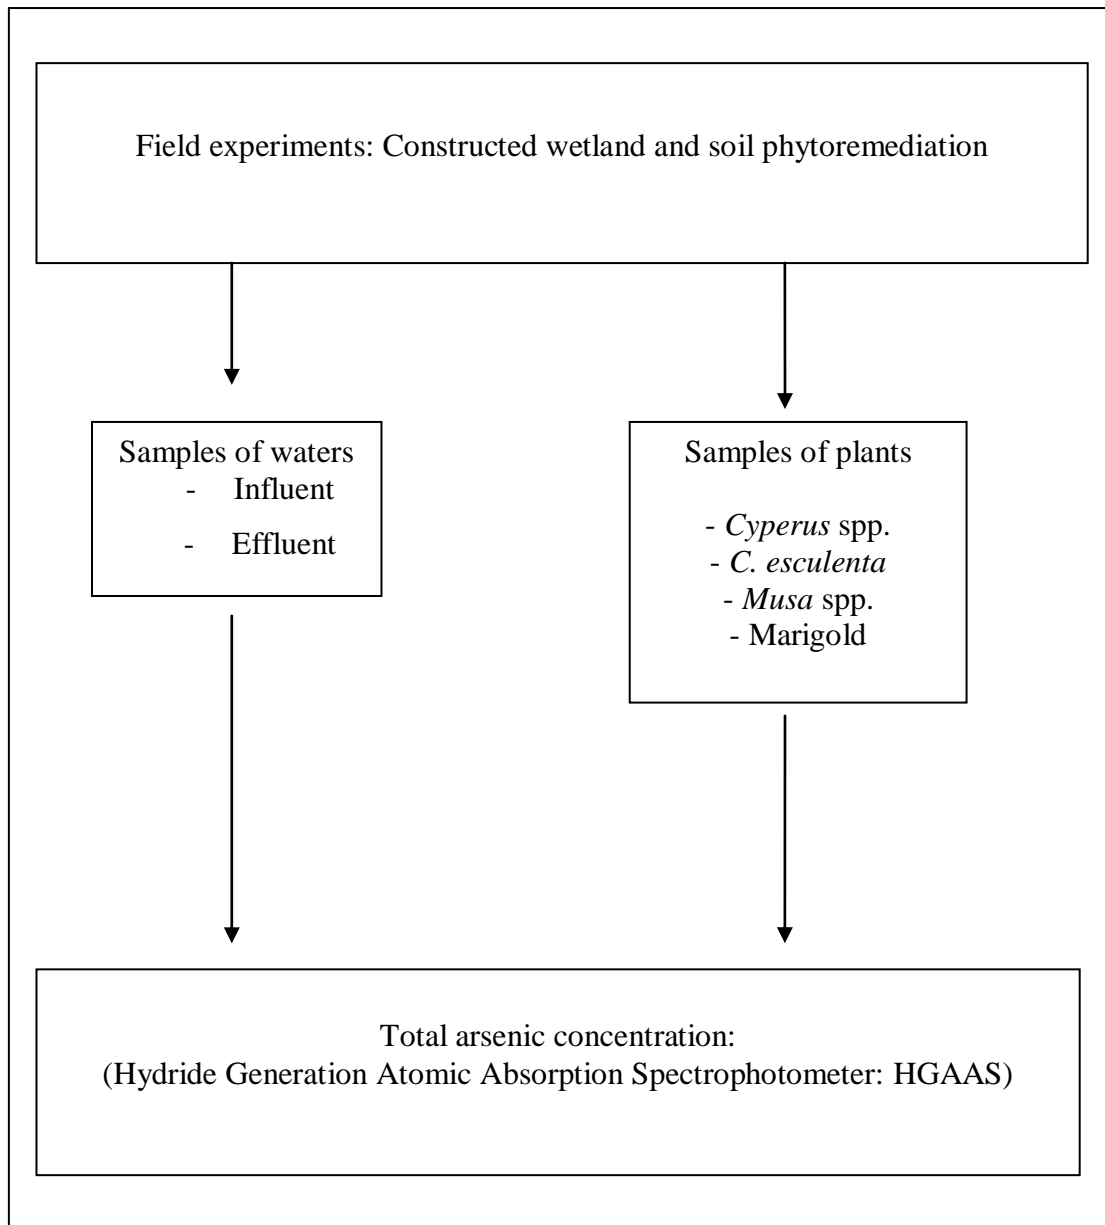 Field experiments: Constructed wetland and soil phytoremediation
Samples of waters
- Influent
- Effluent
Samples of plants
- Cyperus spp.
- C. esculenta
- Musa spp.
- Marigold
Total arsenic concentration:
(Hydride Generation Atomic Absorption Spectrophotometer: HGAAS)